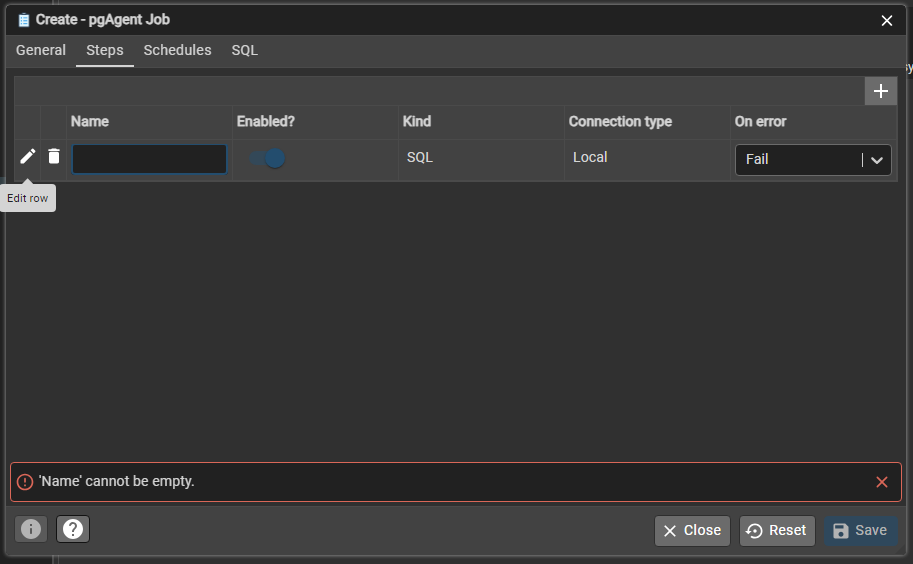 Create - pgAgent Job
General Steps Schedules SQL
Name Enabled? Kind Connection type On error
SQL Local Fail
Edit row
'Name' cannot be empty.
Close Reset Save